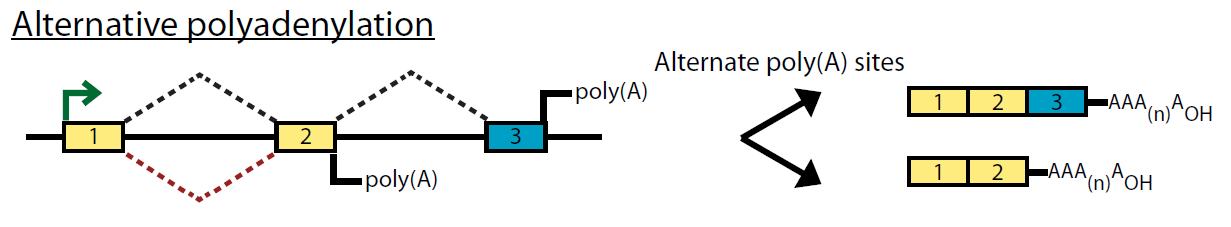 Alternative polyadenylation
Alternate poly(A) sites
poly(A)
1 2 3
poly(A)
1 2 3 AAA(n)AOH
1 2 AAA(n)AOH